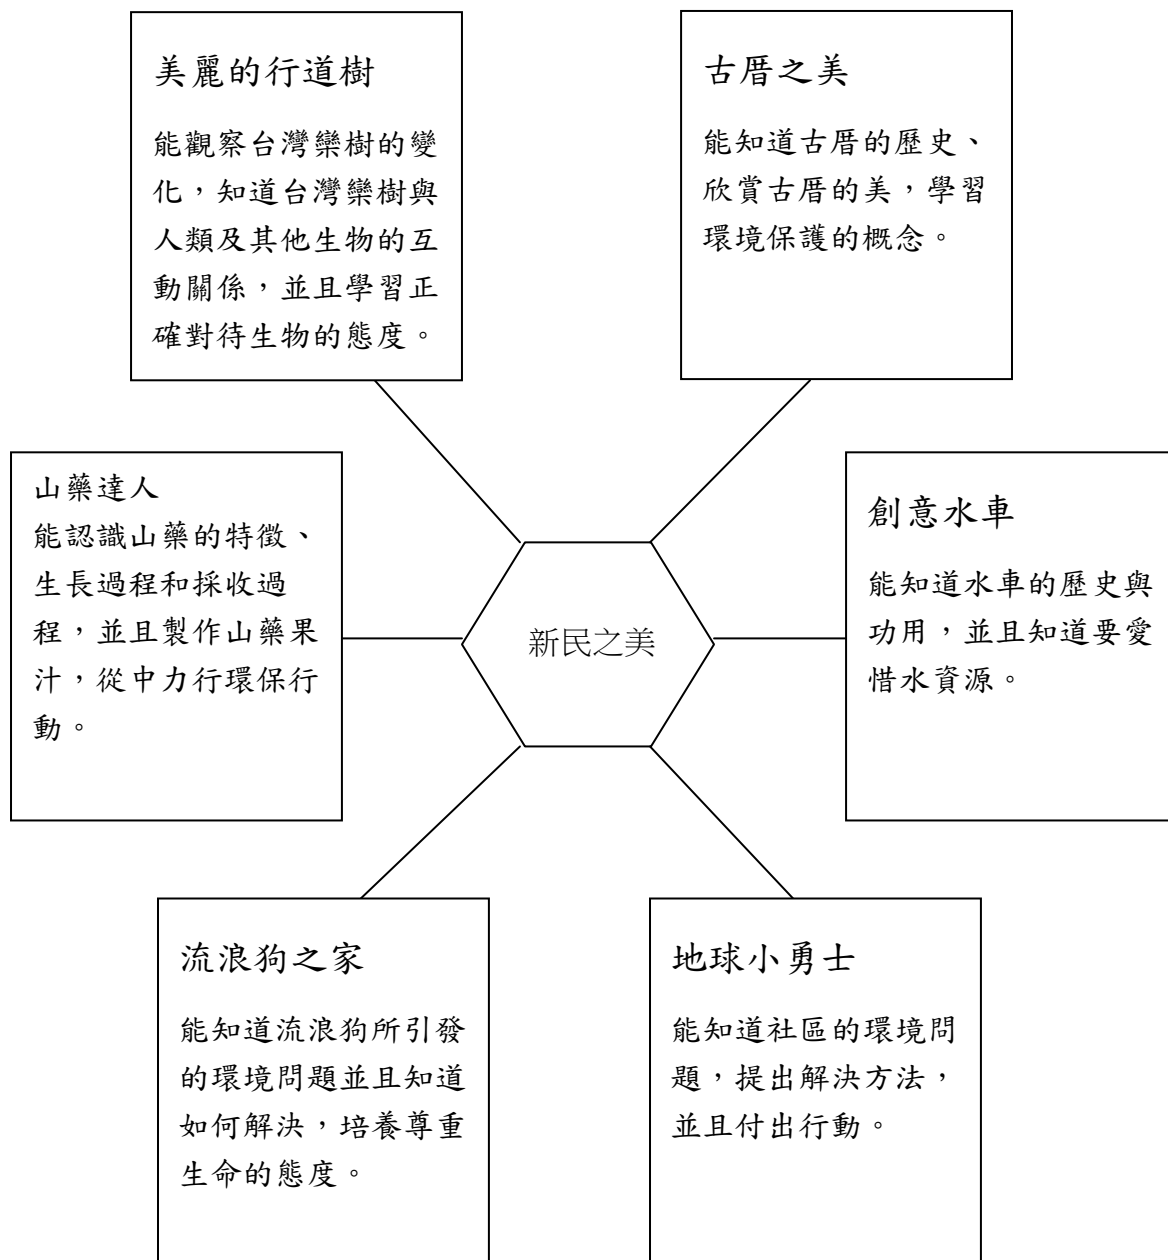 美麗的行道樹
能觀察台灣欒樹的變
化，知道台灣欒樹與
人類及其他生物的互
動關係，並且學習正
確對待生物的態度。
古厝之美
能知道古厝的歷史、
欣賞古厝的美，學習
環境保護的概念。
山藥達人
能認識山藥的特徵、
生長過程和採收過
程，並且製作山藥果
汁，從中力行環保行
動。
新民之美
創意水車
能知道水車的歷史與
功用，並且知道要愛
惜水資源。
流浪狗之家
能知道流浪狗所引發
的環境問題並且知道
如何解決，培養尊重
生命的態度。
地球小勇士
能知道社區的環境問
題，提出解決方法，
並且付出行動。